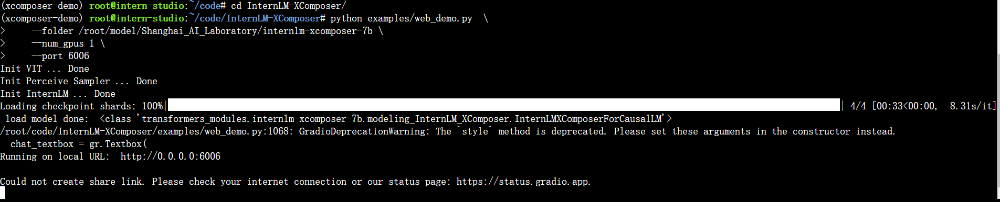 (xcomposer-demo) root@intern-studio:~/code# cd InternLM-XComposer/
(xcomposer-demo) root@intern-studio:~/code/InternLM-XComposer# python examples/web_demo.py  \
>     --folder /root/model/Shanghai_AI_Laboratory/internlm-xcomposer-7b \
>     --num_gpus 1 \
>     --port 6006
Init VIT ... Done
Init Perceive Sampler ... Done
Init InternLM ... Done
Loading checkpoint shards: 100%| | 4/4 [00:33<00:00,  8.31s/it]
 load model done:  <class 'transformers_modules.internlm-xcomposer-7b.modeling_InternLM_XComposer.InternLMXComposerForCausalLM'>
/root/code/InternLM-XComposer/examples/web_demo.py:1068: GradioDeprecationWarning: The `style` method is deprecated. Please set these arguments in the constructor instead.
  chat_textbox = gr.Textbox(
Running on local URL:  http://0.0.0.0:6006
Could not create share link. Please check your internet connection or our status page: https://status.gradio.app.